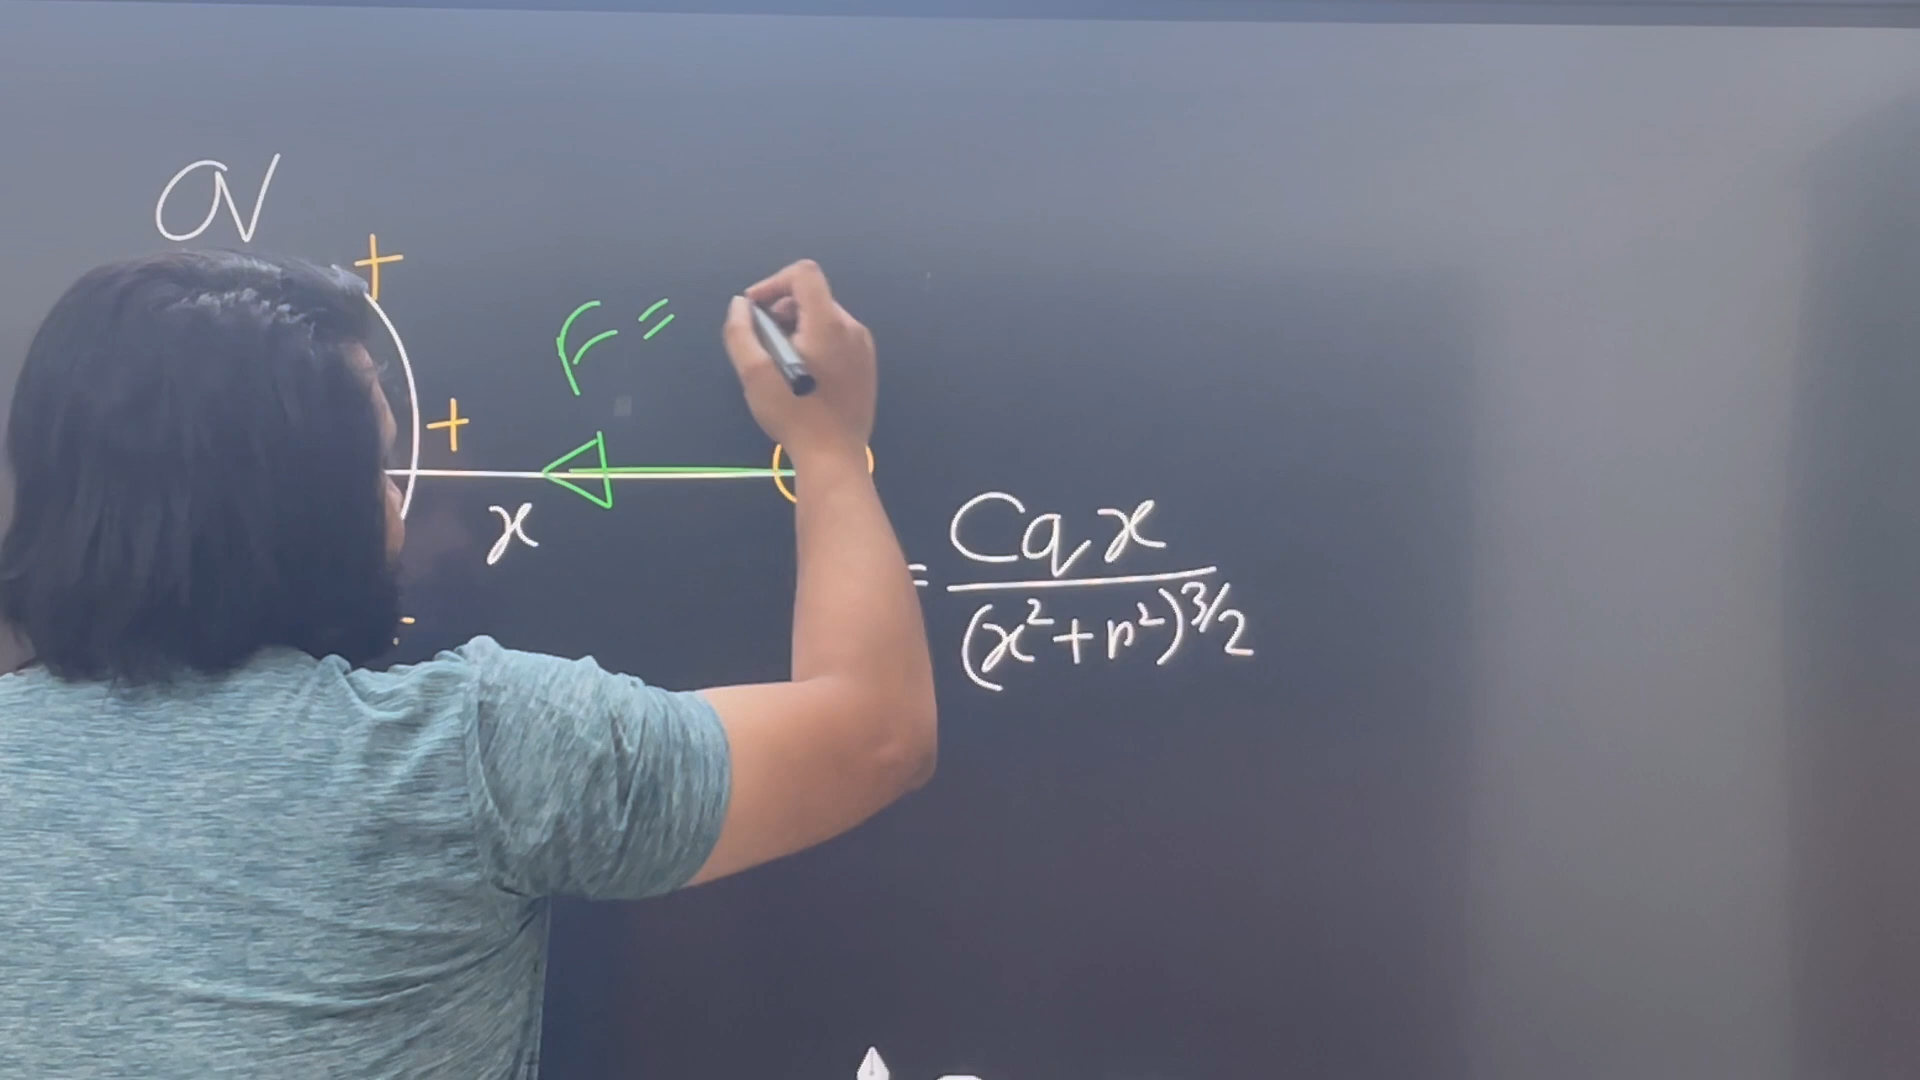 q
+
F =
+
x
= Cqx / (x² + r²)^3/2